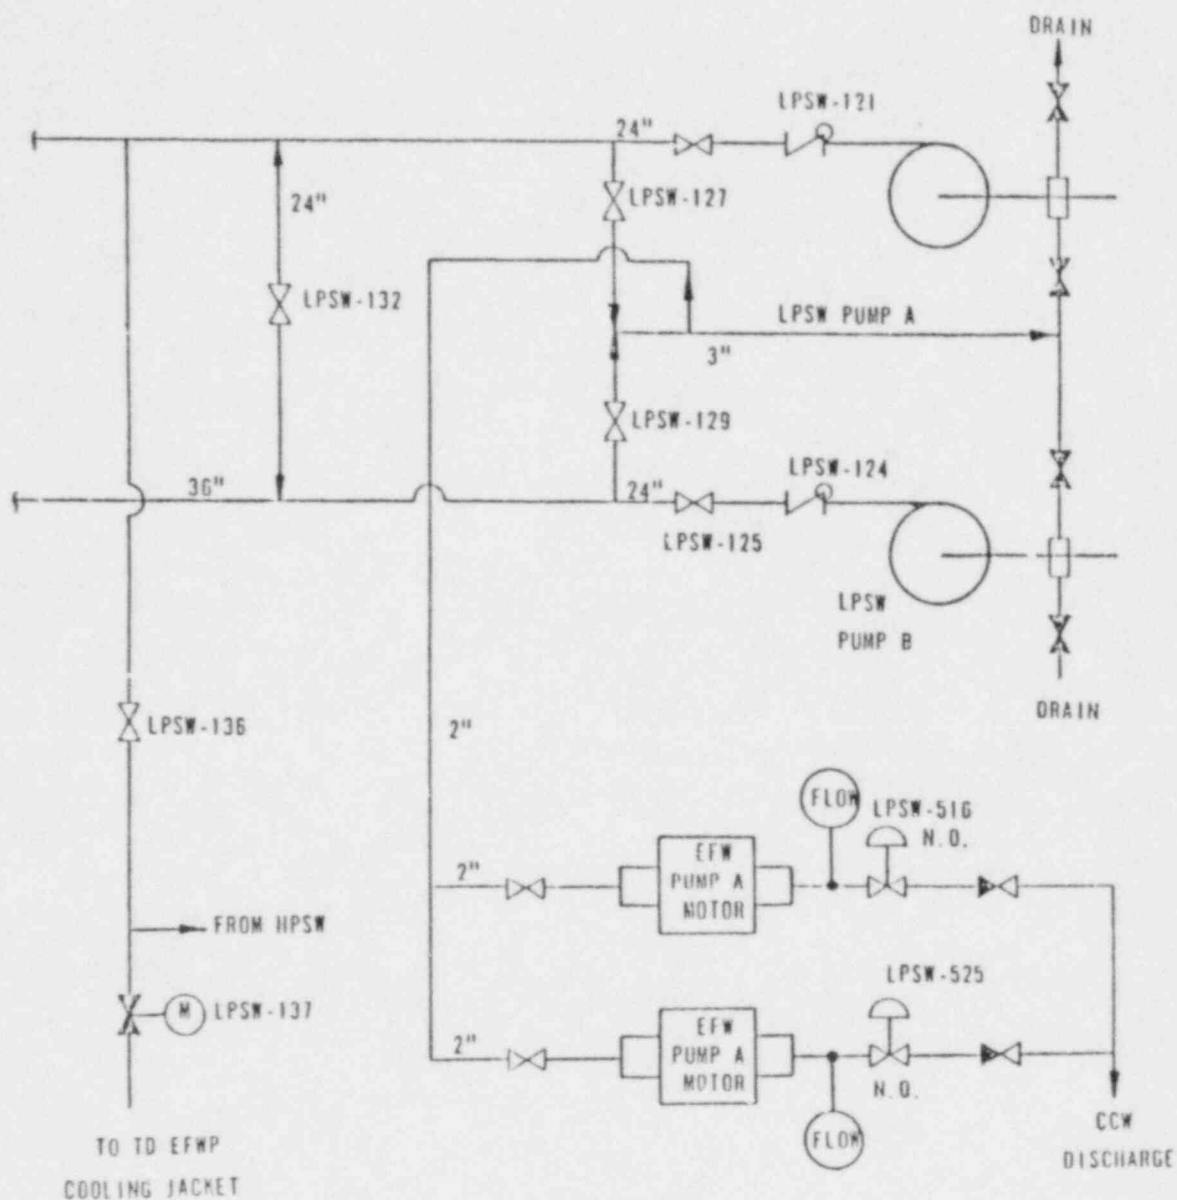 DRAIN
LPSW-121
24"
LPSW-127
24"
LPSW-132
LPSW PUMP A
3"
LPSW-129
LPSW-124
36"
24"
LPSW-125
LPSW
PUMP B
DRAIN
LPSW-136
2"
FLOW
LPSW-516
N.O.
2"
EFW
PUMP A
MOTOR
FROM HPSW
LPSW-525
M
LPSW-137
2"
EFW
PUMP A
MOTOR
N.O.
FLOW
CCW
DISCHARGE
TO TD EFWP
COOLING JACKET